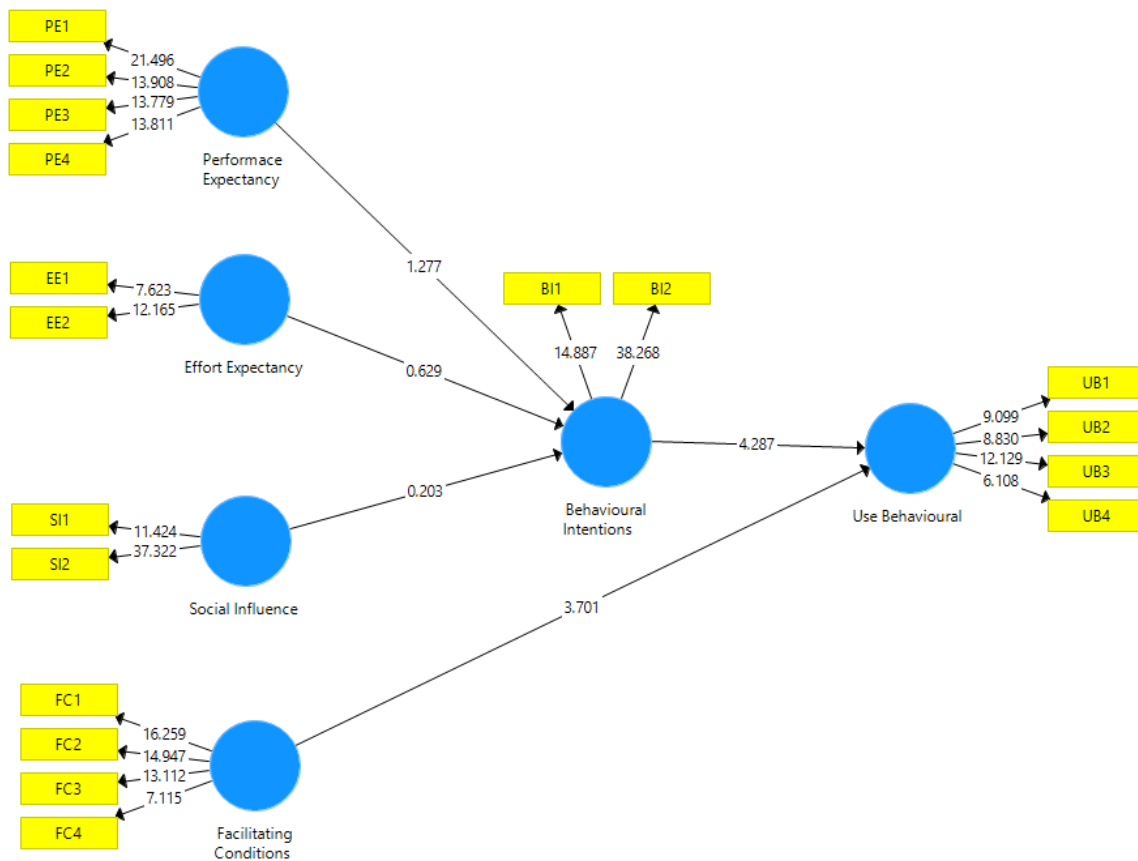 PE1
21.496
PE2
13.908
PE3
13.779
PE4
13.811
Performace
Expectancy
1.277
EE1
7.623
EE2
12.165
Effort Expectancy
0.629
BI1
BI2
14.887
38.268
Behavioural
Intentions
4.287
UB1
9.099
UB2
8.830
UB3
12.129
UB4
6.108
Use Behavioural
SI1
11.424
SI2
37.322
Social Influence
0.203
3.701
FC1
16.259
FC2
14.947
FC3
13.112
FC4
7.115
Facilitating
Conditions